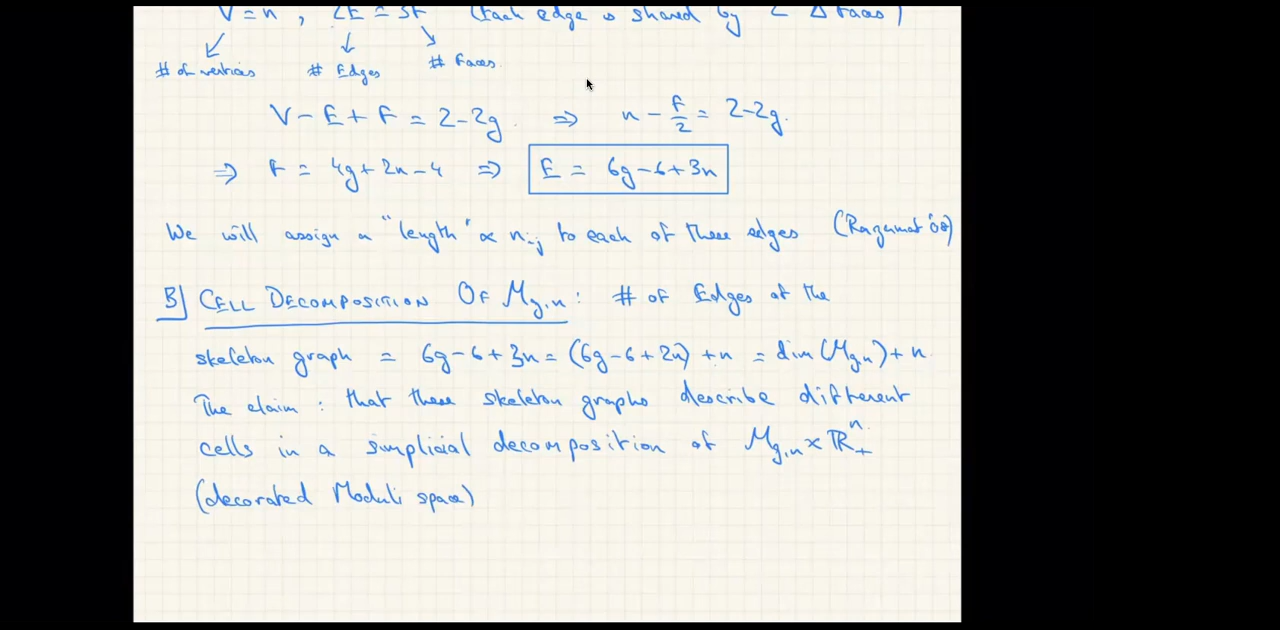 V = n , 2E = 3F (Each edge is shared by 2 Δ faces)
# of vertices # Edges # Faces
V - E + F = 2-2g. ⇒ n - F/2 = 2-2g.
⇒ F = 4g+2n-4 ⇒ E = 6g-6+3n
We will assign a "length" ∝ n_ij to each of these edges (Razamat '08)
B] CELL DECOMPOSITION OF M_g,n : # of Edges of the
skeleton graph = 6g-6+3n = (6g-6+2n) + n = dim(M_g,n) + n.
The claim : that these skeleton graphs describe different
cells in a simplicial decomposition of M_g,n × R_+^n
(decorated Moduli space)